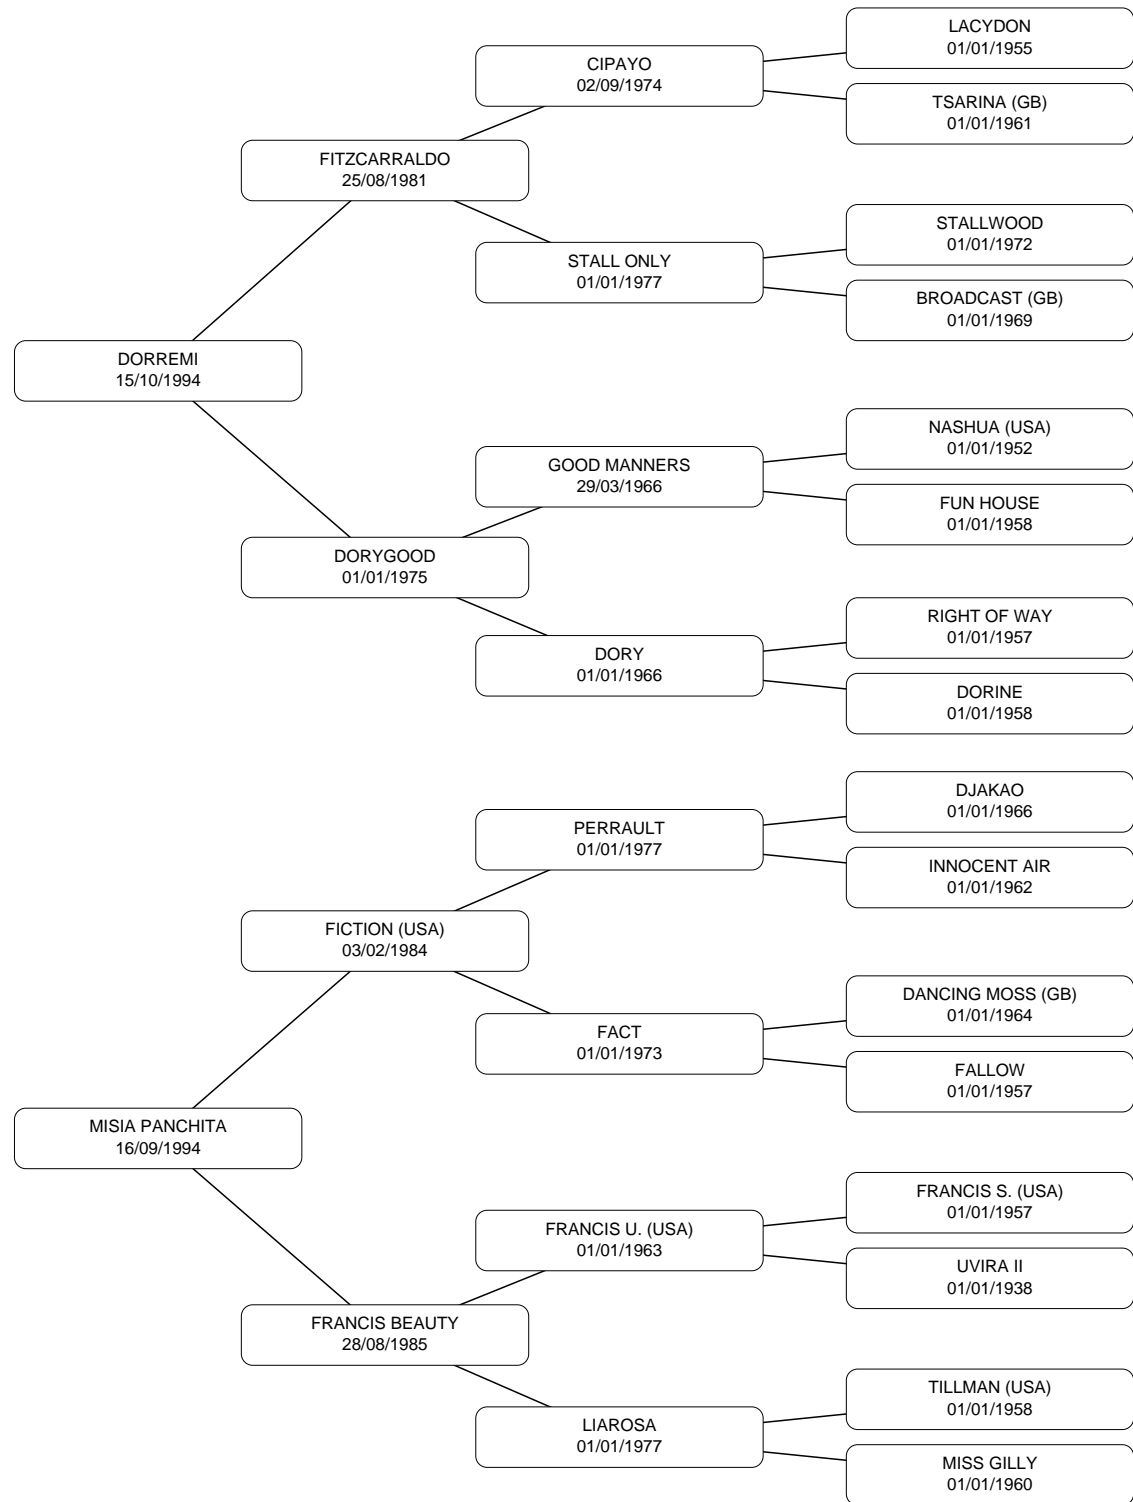 LACYDON
01/01/1955
CIPAYO
02/09/1974
TSARINA (GB)
01/01/1961
FITZCARRALDO
25/08/1981
STALLWOOD
01/01/1972
STALL ONLY
01/01/1977
BROADCAST (GB)
01/01/1969
DORREMI
15/10/1994
NASHUA (USA)
01/01/1952
GOOD MANNERS
29/03/1966
FUN HOUSE
01/01/1958
DORYGOOD
01/01/1975
RIGHT OF WAY
01/01/1957
DORY
01/01/1966
DORINE
01/01/1958
DJAKAO
01/01/1966
PERRAULT
01/01/1977
INNOCENT AIR
01/01/1962
FICTION (USA)
03/02/1984
DANCING MOSS (GB)
01/01/1964
FACT
01/01/1973
FALLOW
01/01/1957
MISIA PANCHITA
16/09/1994
FRANCIS S. (USA)
01/01/1957
FRANCIS U. (USA)
01/01/1963
UVIRA II
01/01/1938
FRANCIS BEAUTY
28/08/1985
TILLMAN (USA)
01/01/1958
LIAROSA
01/01/1977
MISS GILLY
01/01/1960